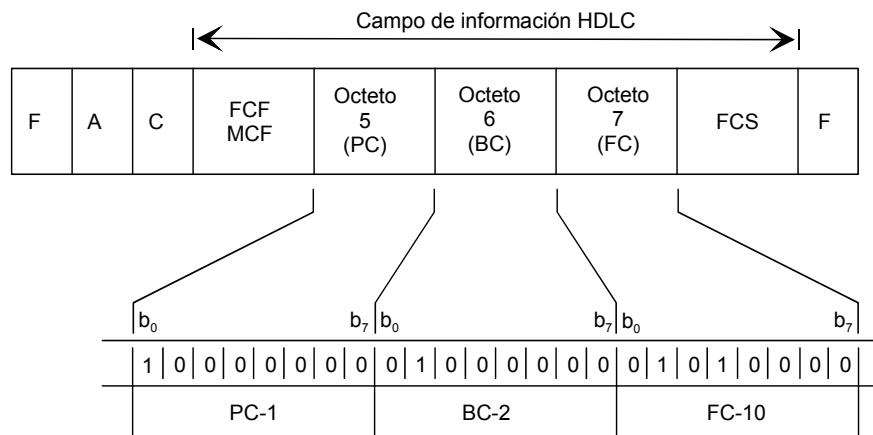 Campo de información HDLC
F A C FCF MCF Octeto 5 (PC) Octeto 6 (BC) Octeto 7 (FC) FCS F
b0 b7 b0 b7 b0 b7
1 0 0 0 0 0 0 0 0 1 0 0 0 0 0 0 0 1 0 1 0 0 0 0
PC-1 BC-2 FC-10